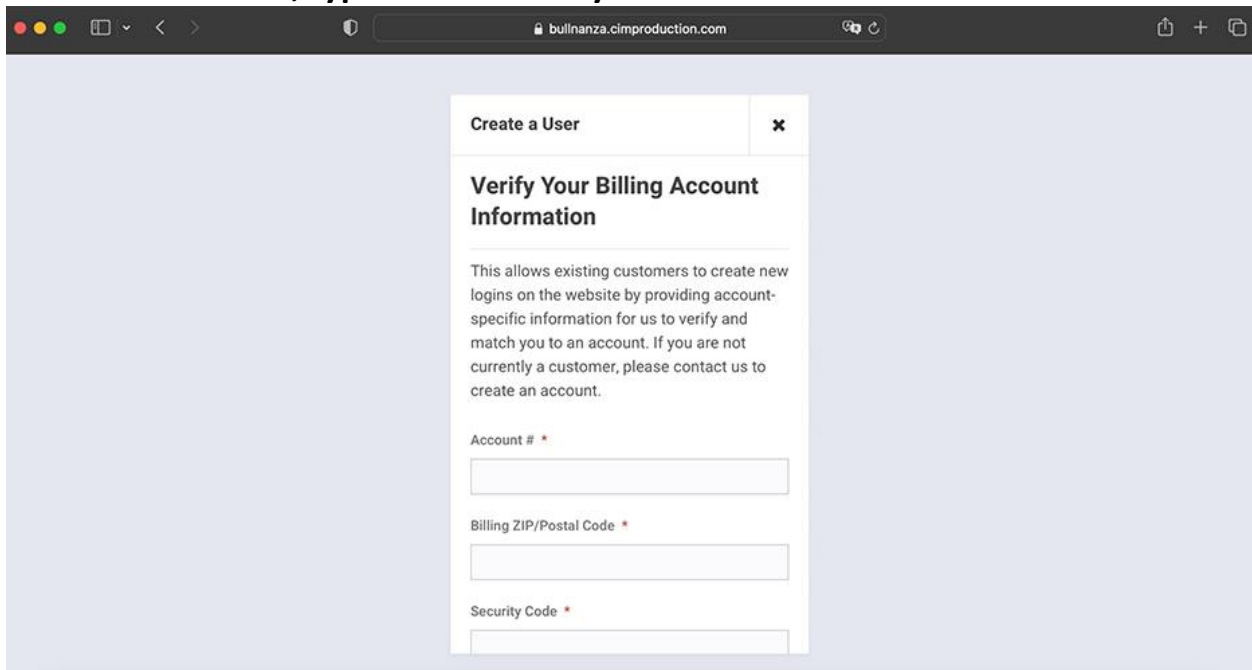 bullnanza.cimproduction.com
Create a User
Verify Your Billing Account
Information
This allows existing customers to create new
logins on the website by providing account-
specific information for us to verify and
match you to an account. If you are not
currently a customer, please contact us to
create an account.
Account # *
Billing ZIP/Postal Code *
Security Code *